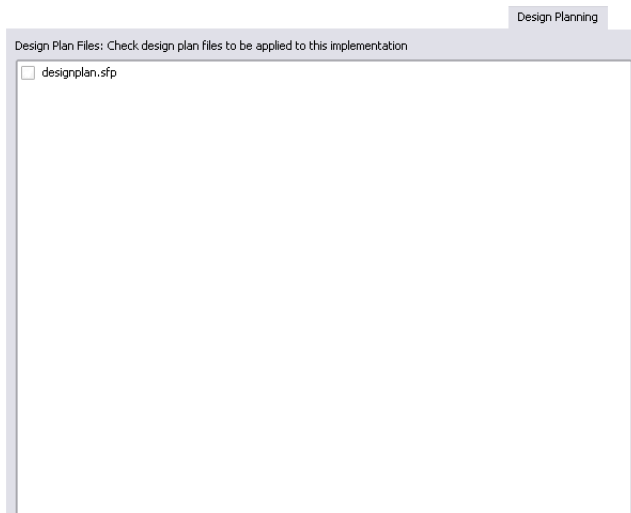 Design Planning
Design Plan Files: Check design plan files to be applied to this implementation
designplan.sfp